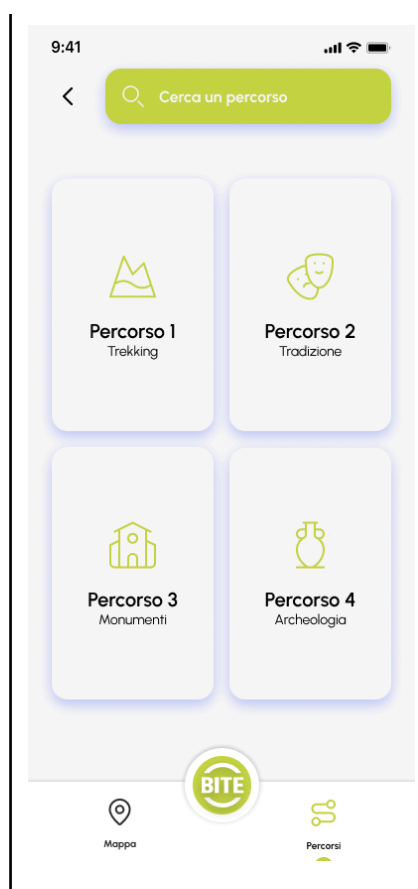 9:41
Cerca un percorso
Percorso 1
Trekking
Percorso 2
Tradizione
Percorso 3
Monumenti
Percorso 4
Archeologia
BITE
Mappa
Percorsi